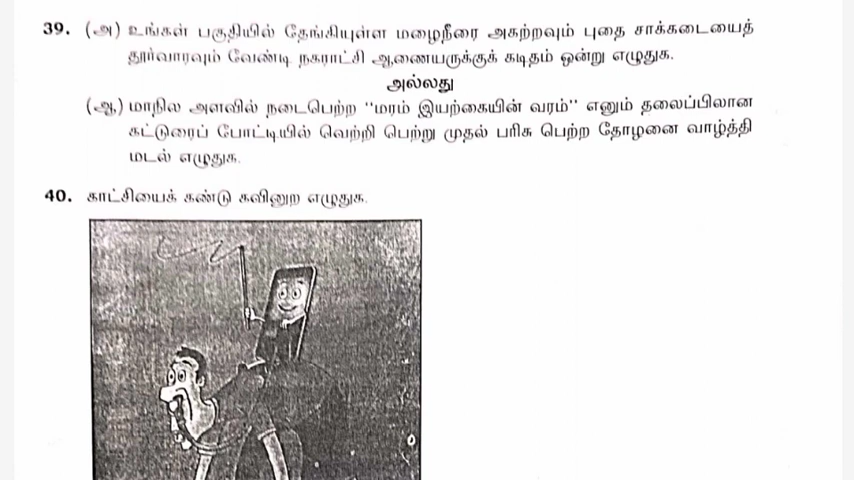 39. (அ) உங்கள் பகுதியில் தேங்கியுள்ள மழைநீரை அகற்றவும் புதை சாக்கடையைத்
தூர்வாரவும் வேண்டி நகராட்சி ஆணையருக்குக் கடிதம் ஒன்று எழுதுக.
அல்லது
(ஆ) மாநில அளவில் நடைபெற்ற "மரம் இயற்கையின் வரம்" எனும் தலைப்பிலான
கட்டுரைப் போட்டியில் வெற்றி பெற்று முதல் பரிசு பெற்ற தோழனை வாழ்த்தி
மடல் எழுதுக.
40. காட்சியைக் கண்டு கவினுற எழுதுக.